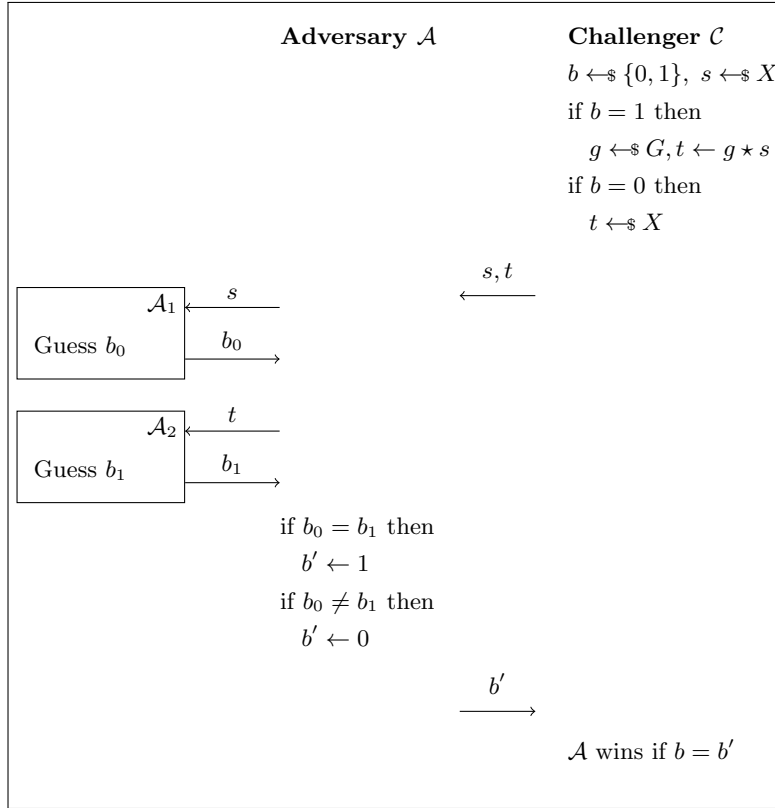 Adversary 𝒜 Challenger 𝒞
b ←$ {0, 1}, s ←$ X
if b = 1 then
g ←$ G, t ← g ⋆ s
if b = 0 then
t ←$ X
s, t
𝒜₁ s
Guess b₀ b₀
𝒜₂ t
Guess b₁ b₁
if b₀ = b₁ then
b′ ← 1
if b₀ ≠ b₁ then
b′ ← 0
b′
𝒜 wins if b = b′